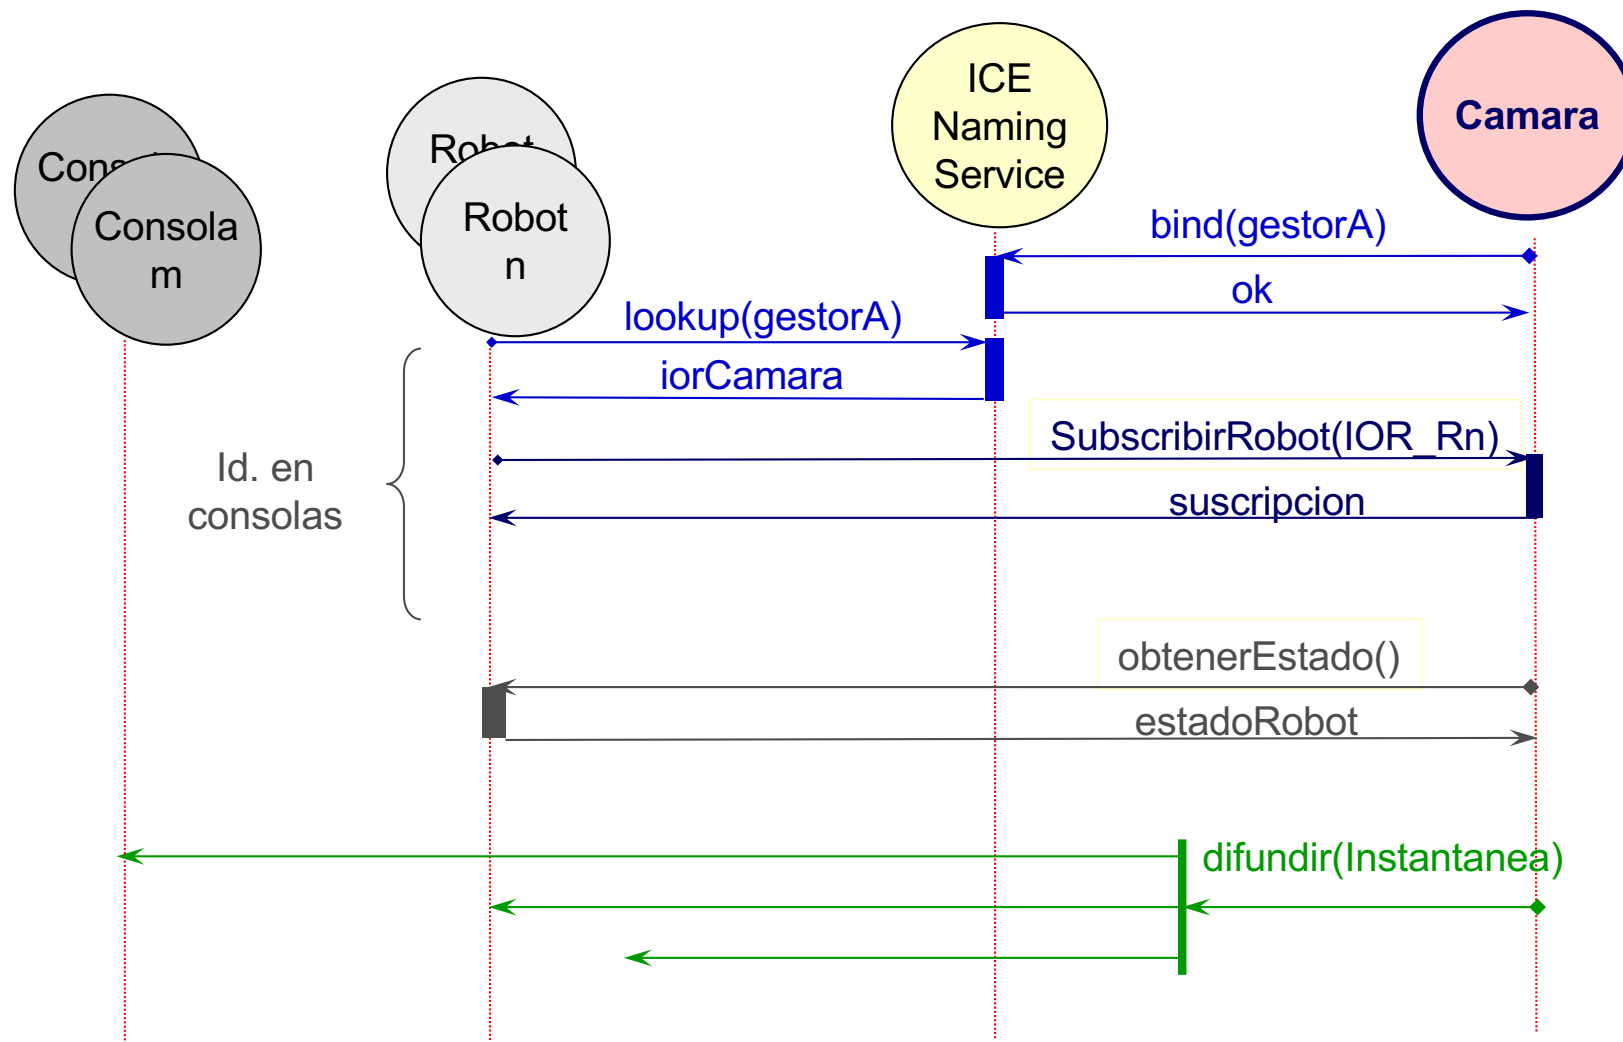 ICE
Naming
Service
Camara
Robot
Consola
m
Robot
n
bind(gestorA)
ok
lookup(gestorA)
iorCamara
SubscribirRobot(IOR_Rn)
Id. en
consolas
suscripcion
obtenerEstado()
estadoRobot
difundir(Instantanea)